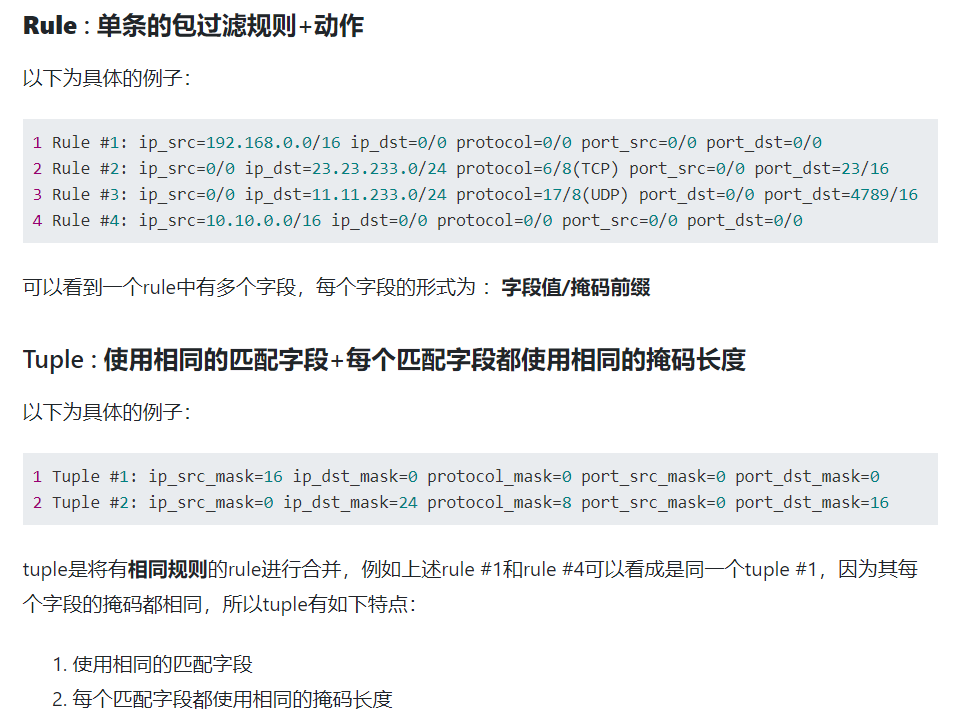 Rule : 单条的包过滤规则+动作
以下为具体的例子：
1 Rule #1: ip_src=192.168.0.0/16 ip_dst=0/0 protocol=0/0 port_src=0/0 port_dst=0/0
2 Rule #2: ip_src=0/0 ip_dst=23.23.233.0/24 protocol=6/8(TCP) port_src=0/0 port_dst=23/16
3 Rule #3: ip_src=0/0 ip_dst=11.11.233.0/24 protocol=17/8(UDP) port_dst=0/0 port_dst=4789/16
4 Rule #4: ip_src=10.10.0.0/16 ip_dst=0/0 protocol=0/0 port_src=0/0 port_dst=0/0
可以看到一个rule中有多个字段，每个字段的形式为 ：字段值/掩码前缀
Tuple : 使用相同的匹配字段+每个匹配字段都使用相同的掩码长度
以下为具体的例子：
1 Tuple #1: ip_src_mask=16 ip_dst_mask=0 protocol_mask=0 port_src_mask=0 port_dst_mask=0
2 Tuple #2: ip_src_mask=0 ip_dst_mask=24 protocol_mask=8 port_src_mask=0 port_dst_mask=16
tuple是将有相同规则的rule进行合并，例如上述rule #1和rule #4可以看成是同一个tuple #1，因为其每
个字段的掩码都相同，所以tuple有如下特点：
1. 使用相同的匹配字段
2. 每个匹配字段都使用相同的掩码长度